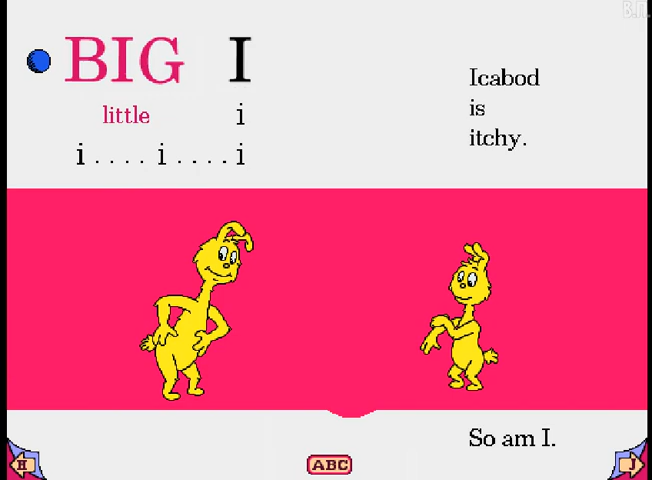 BIG I
little i
i....i....i
Icabod
is
itchy.
So am I.
H
ABC
J
В.П.